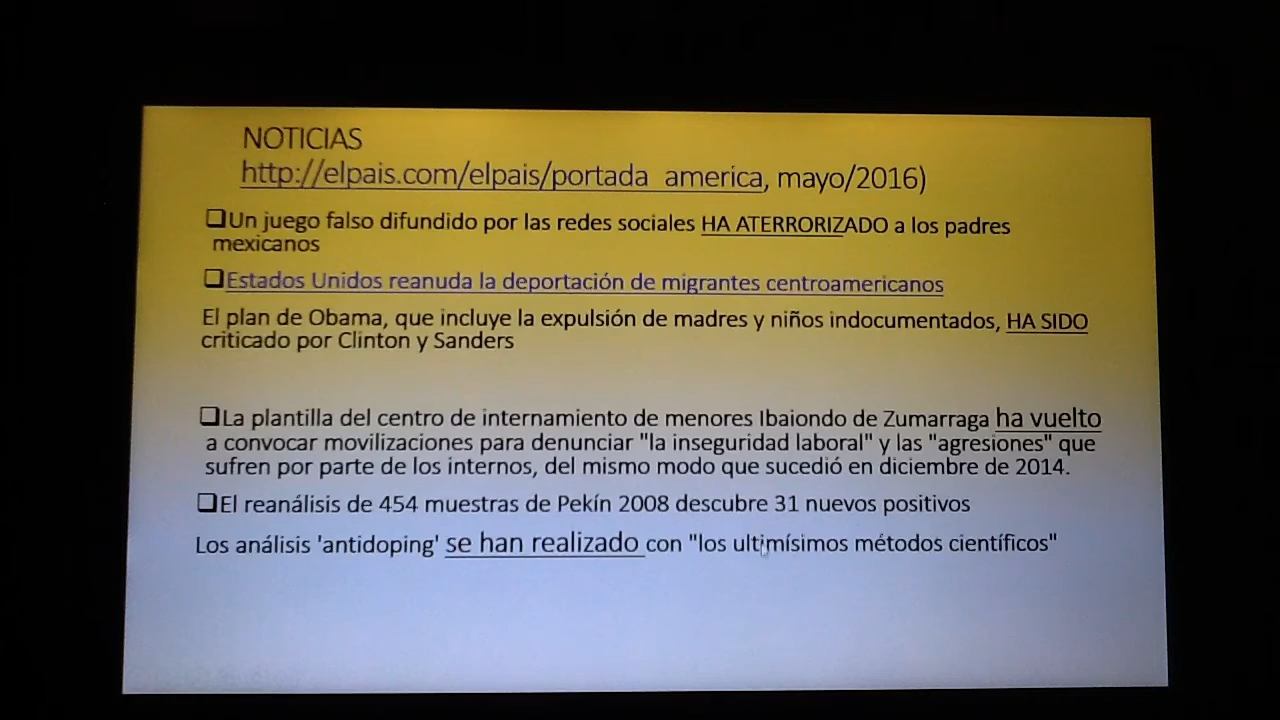 NOTICIAS
http://elpais.com/elpais/portada_america, mayo/2016)
❑Un juego falso difundido por las redes sociales HA ATERRORIZADO a los padres
mexicanos
❑Estados Unidos reanuda la deportación de migrantes centroamericanos
El plan de Obama, que incluye la expulsión de madres y niños indocumentados, HA SIDO
criticado por Clinton y Sanders
❑La plantilla del centro de internamiento de menores Ibaiondo de Zumarraga ha vuelto
a convocar movilizaciones para denunciar "la inseguridad laboral" y las "agresiones" que
sufren por parte de los internos, del mismo modo que sucedió en diciembre de 2014.
❑El reanálisis de 454 muestras de Pekín 2008 descubre 31 nuevos positivos
Los análisis 'antidoping' se han realizado con "los ultimísimos métodos científicos"